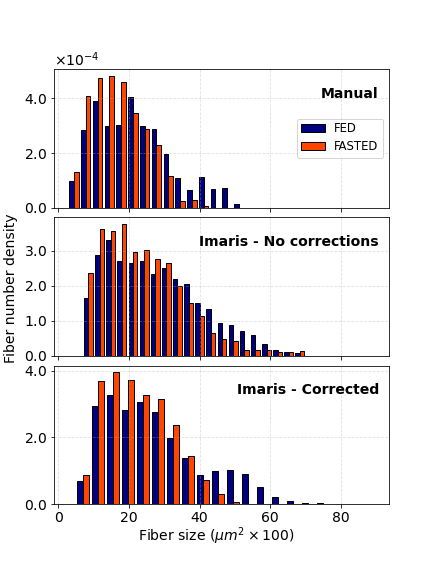 ×10⁻⁴
Manual
4.0
FED
FASTED
2.0
0.0
Imaris - No corrections
3.0
2.0
1.0
0.0
Fiber number density
Imaris - Corrected
4.0
2.0
0.0
0 20 40 60 80
Fiber size (μm² × 100)